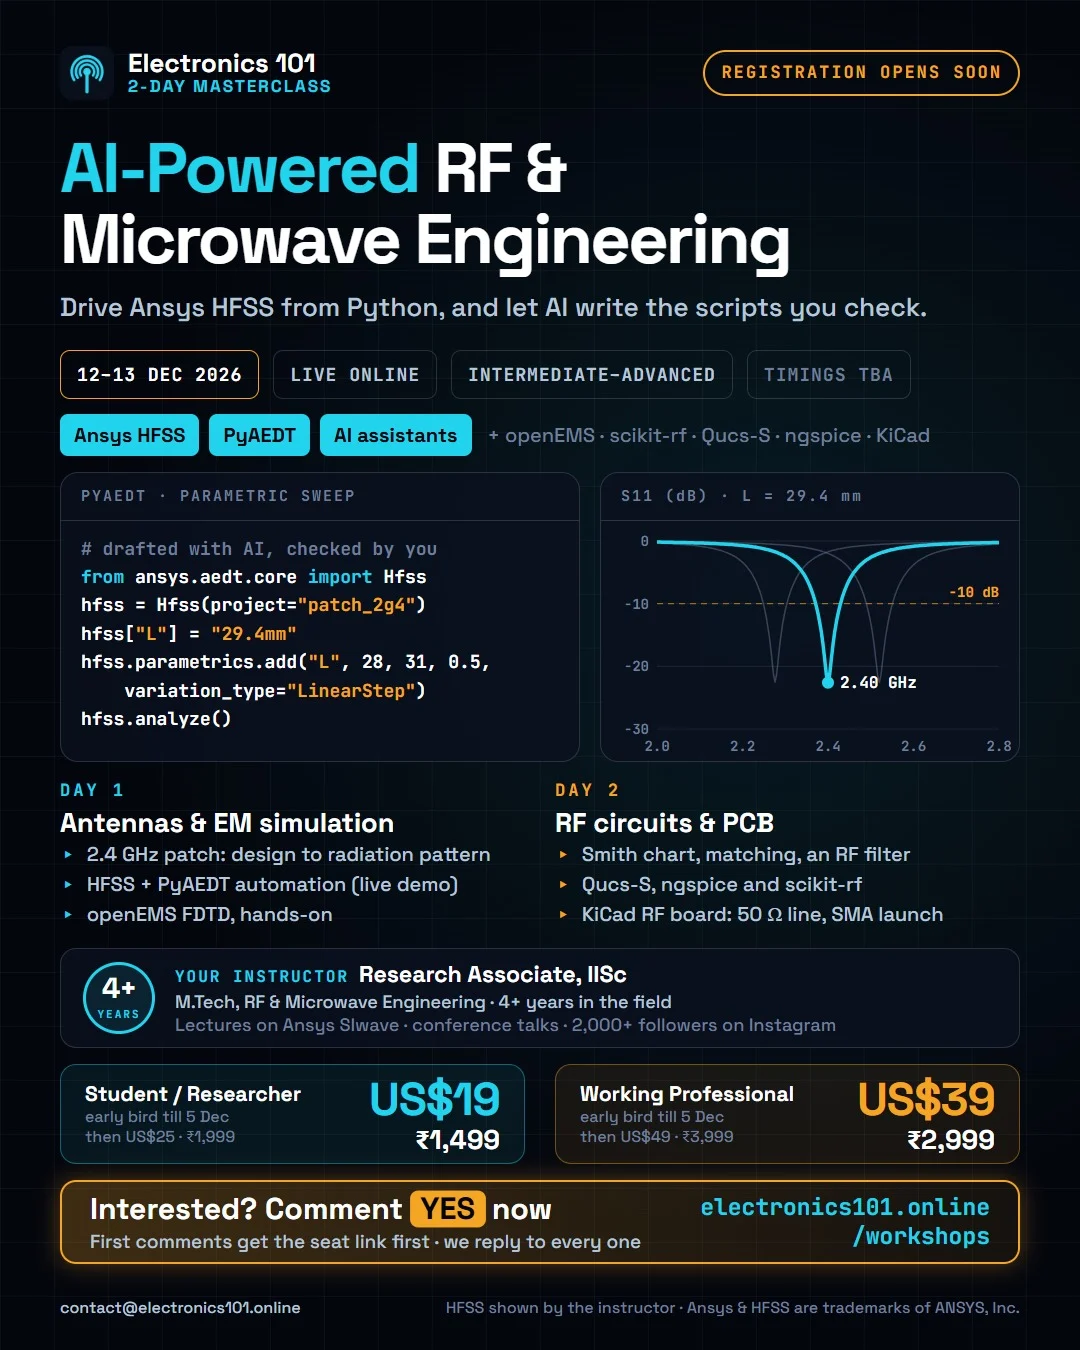 Electronics 101
2-DAY MASTERCLASS
REGISTRATION OPENS SOON
AI-Powered RF &
Microwave Engineering
Drive Ansys HFSS from Python, and let AI write the scripts you check.
12–13 DEC 2026
LIVE ONLINE
INTERMEDIATE–ADVANCED
TIMINGS TBA
Ansys HFSS
PyAEDT
AI assistants
+ openEMS · scikit-rf · Qucs-S · ngspice · KiCad
PYAEDT · PARAMETRIC SWEEP
# drafted with AI, checked by you
from ansys.aedt.core import Hfss
hfss = Hfss(project="patch_2g4")
hfss["L"] = "29.4mm"
hfss.parametrics.add("L", 28, 31, 0.5,
variation_type="LinearStep")
hfss.analyze()
S11 (dB) · L = 29.4 mm
0
-10
-20
-30
-10 dB
2.40 GHz
2.0 2.2 2.4 2.6 2.8
DAY 1
Antennas & EM simulation
▸ 2.4 GHz patch: design to radiation pattern
▸ HFSS + PyAEDT automation (live demo)
▸ openEMS FDTD, hands-on
DAY 2
RF circuits & PCB
▸ Smith chart, matching, an RF filter
▸ Qucs-S, ngspice and scikit-rf
▸ KiCad RF board: 50 Ω line, SMA launch
4+
YEARS
YOUR INSTRUCTOR Research Associate, IISc
M.Tech, RF & Microwave Engineering · 4+ years in the field
Lectures on Ansys SIwave · conference talks · 2,000+ followers on Instagram
Student / Researcher
early bird till 5 Dec
then US$25 · ₹1,999
US$19
₹1,499
Working Professional
early bird till 5 Dec
then US$49 · ₹3,999
US$39
₹2,999
Interested? Comment YES now
First comments get the seat link first · we reply to every one
electronics101.online
/workshops
contact@electronics101.online
HFSS shown by the instructor · Ansys & HFSS are trademarks of ANSYS, Inc.